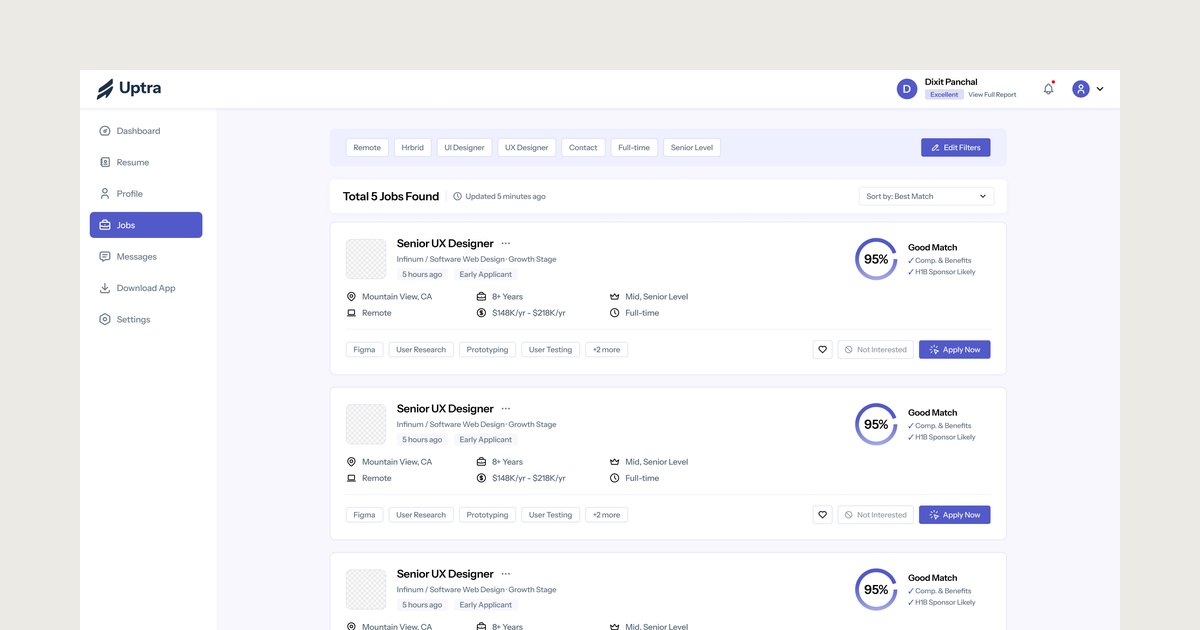 Uptra
D
Dixit Panchal
Excellent View Full Report
Dashboard
Resume
Profile
Jobs
Messages
Download App
Settings
Remote Hrbrid UI Designer UX Designer Contact Full-time Senior Level Edit Filters
Total 5 Jobs Found Updated 5 minutes ago Sort by: Best Match
Senior UX Designer ...
Infinum / Software Web Design · Growth Stage
5 hours ago Early Applicant
95%
Good Match
✓ Comp. & Benefits
✓ H1B Sponsor Likely
Mountain View, CA 8+ Years Mid, Senior Level
Remote $148K/yr - $218K/yr Full-time
Figma User Research Prototyping User Testing +2 more Not Interested Apply Now
Senior UX Designer ...
Infinum / Software Web Design · Growth Stage
5 hours ago Early Applicant
95%
Good Match
✓ Comp. & Benefits
✓ H1B Sponsor Likely
Mountain View, CA 8+ Years Mid, Senior Level
Remote $148K/yr - $218K/yr Full-time
Figma User Research Prototyping User Testing +2 more Not Interested Apply Now
Senior UX Designer ...
Infinum / Software Web Design · Growth Stage
5 hours ago Early Applicant
95%
Good Match
✓ Comp. & Benefits
✓ H1B Sponsor Likely
Mountain View, CA 8+ Years Mid, Senior Level